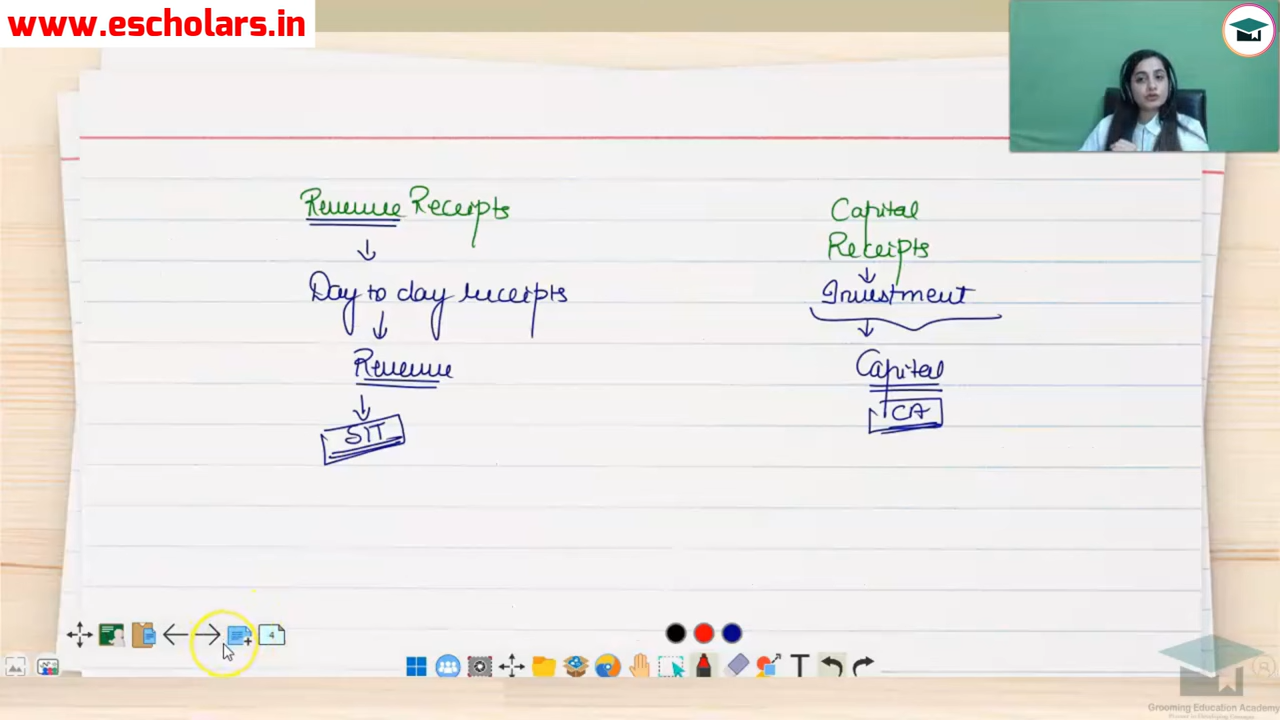 www.escholars.in
Revenue Receipts
Day to day receipts
Revenue
SIT
Capital
Receipts
Investment
Capital
CA
4
T
Grooming Education Academy